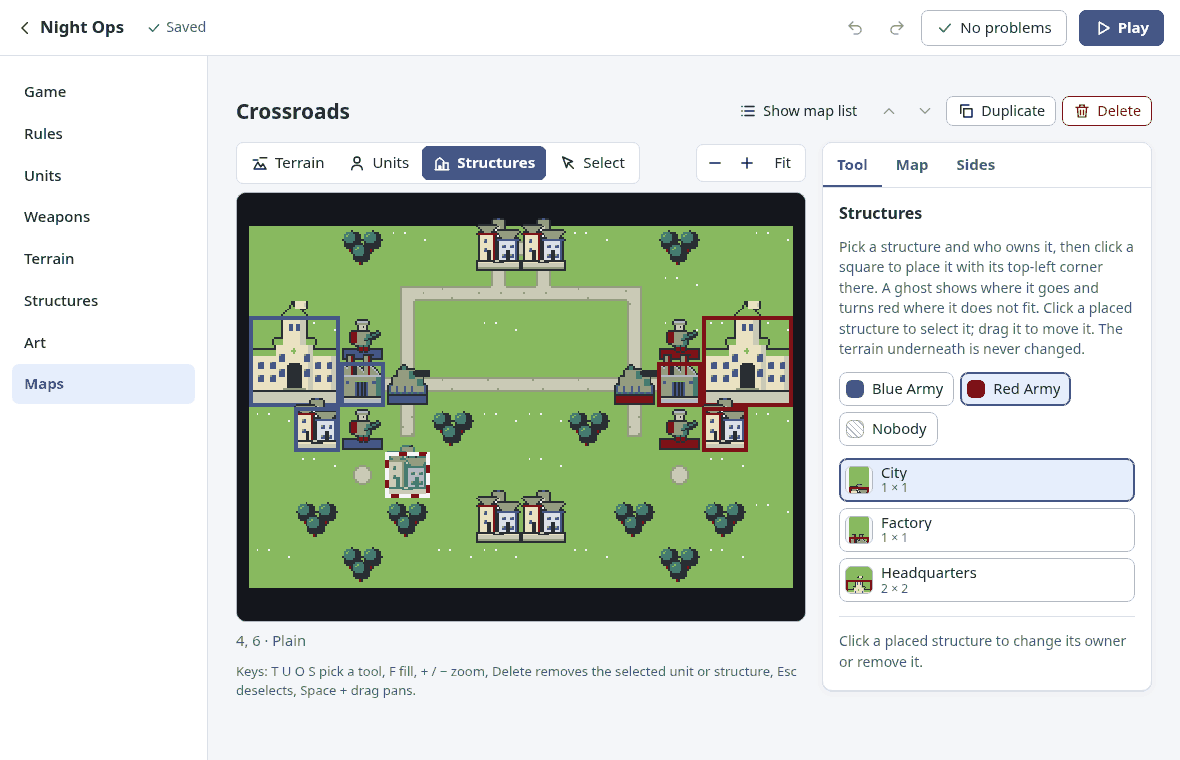 Night Ops
Saved
No problems
Play
Game
Rules
Units
Weapons
Terrain
Structures
Art
Maps
Crossroads
Show map list
Duplicate
Delete
Terrain
Units
Structures
Select
Fit
Tool
Map
Sides
Structures
Pick a structure and who owns it, then click a
square to place it with its top-left corner
there. A ghost shows where it goes and
turns red where it does not fit. Click a placed
structure to select it; drag it to move it. The
terrain underneath is never changed.
Blue Army
Red Army
Nobody
City
1 × 1
Factory
1 × 1
Headquarters
2 × 2
Click a placed structure to change its owner
or remove it.
4, 6 · Plain
Keys: T U O S pick a tool, F fill, + / − zoom, Delete removes the selected unit or structure, Esc
deselects, Space + drag pans.